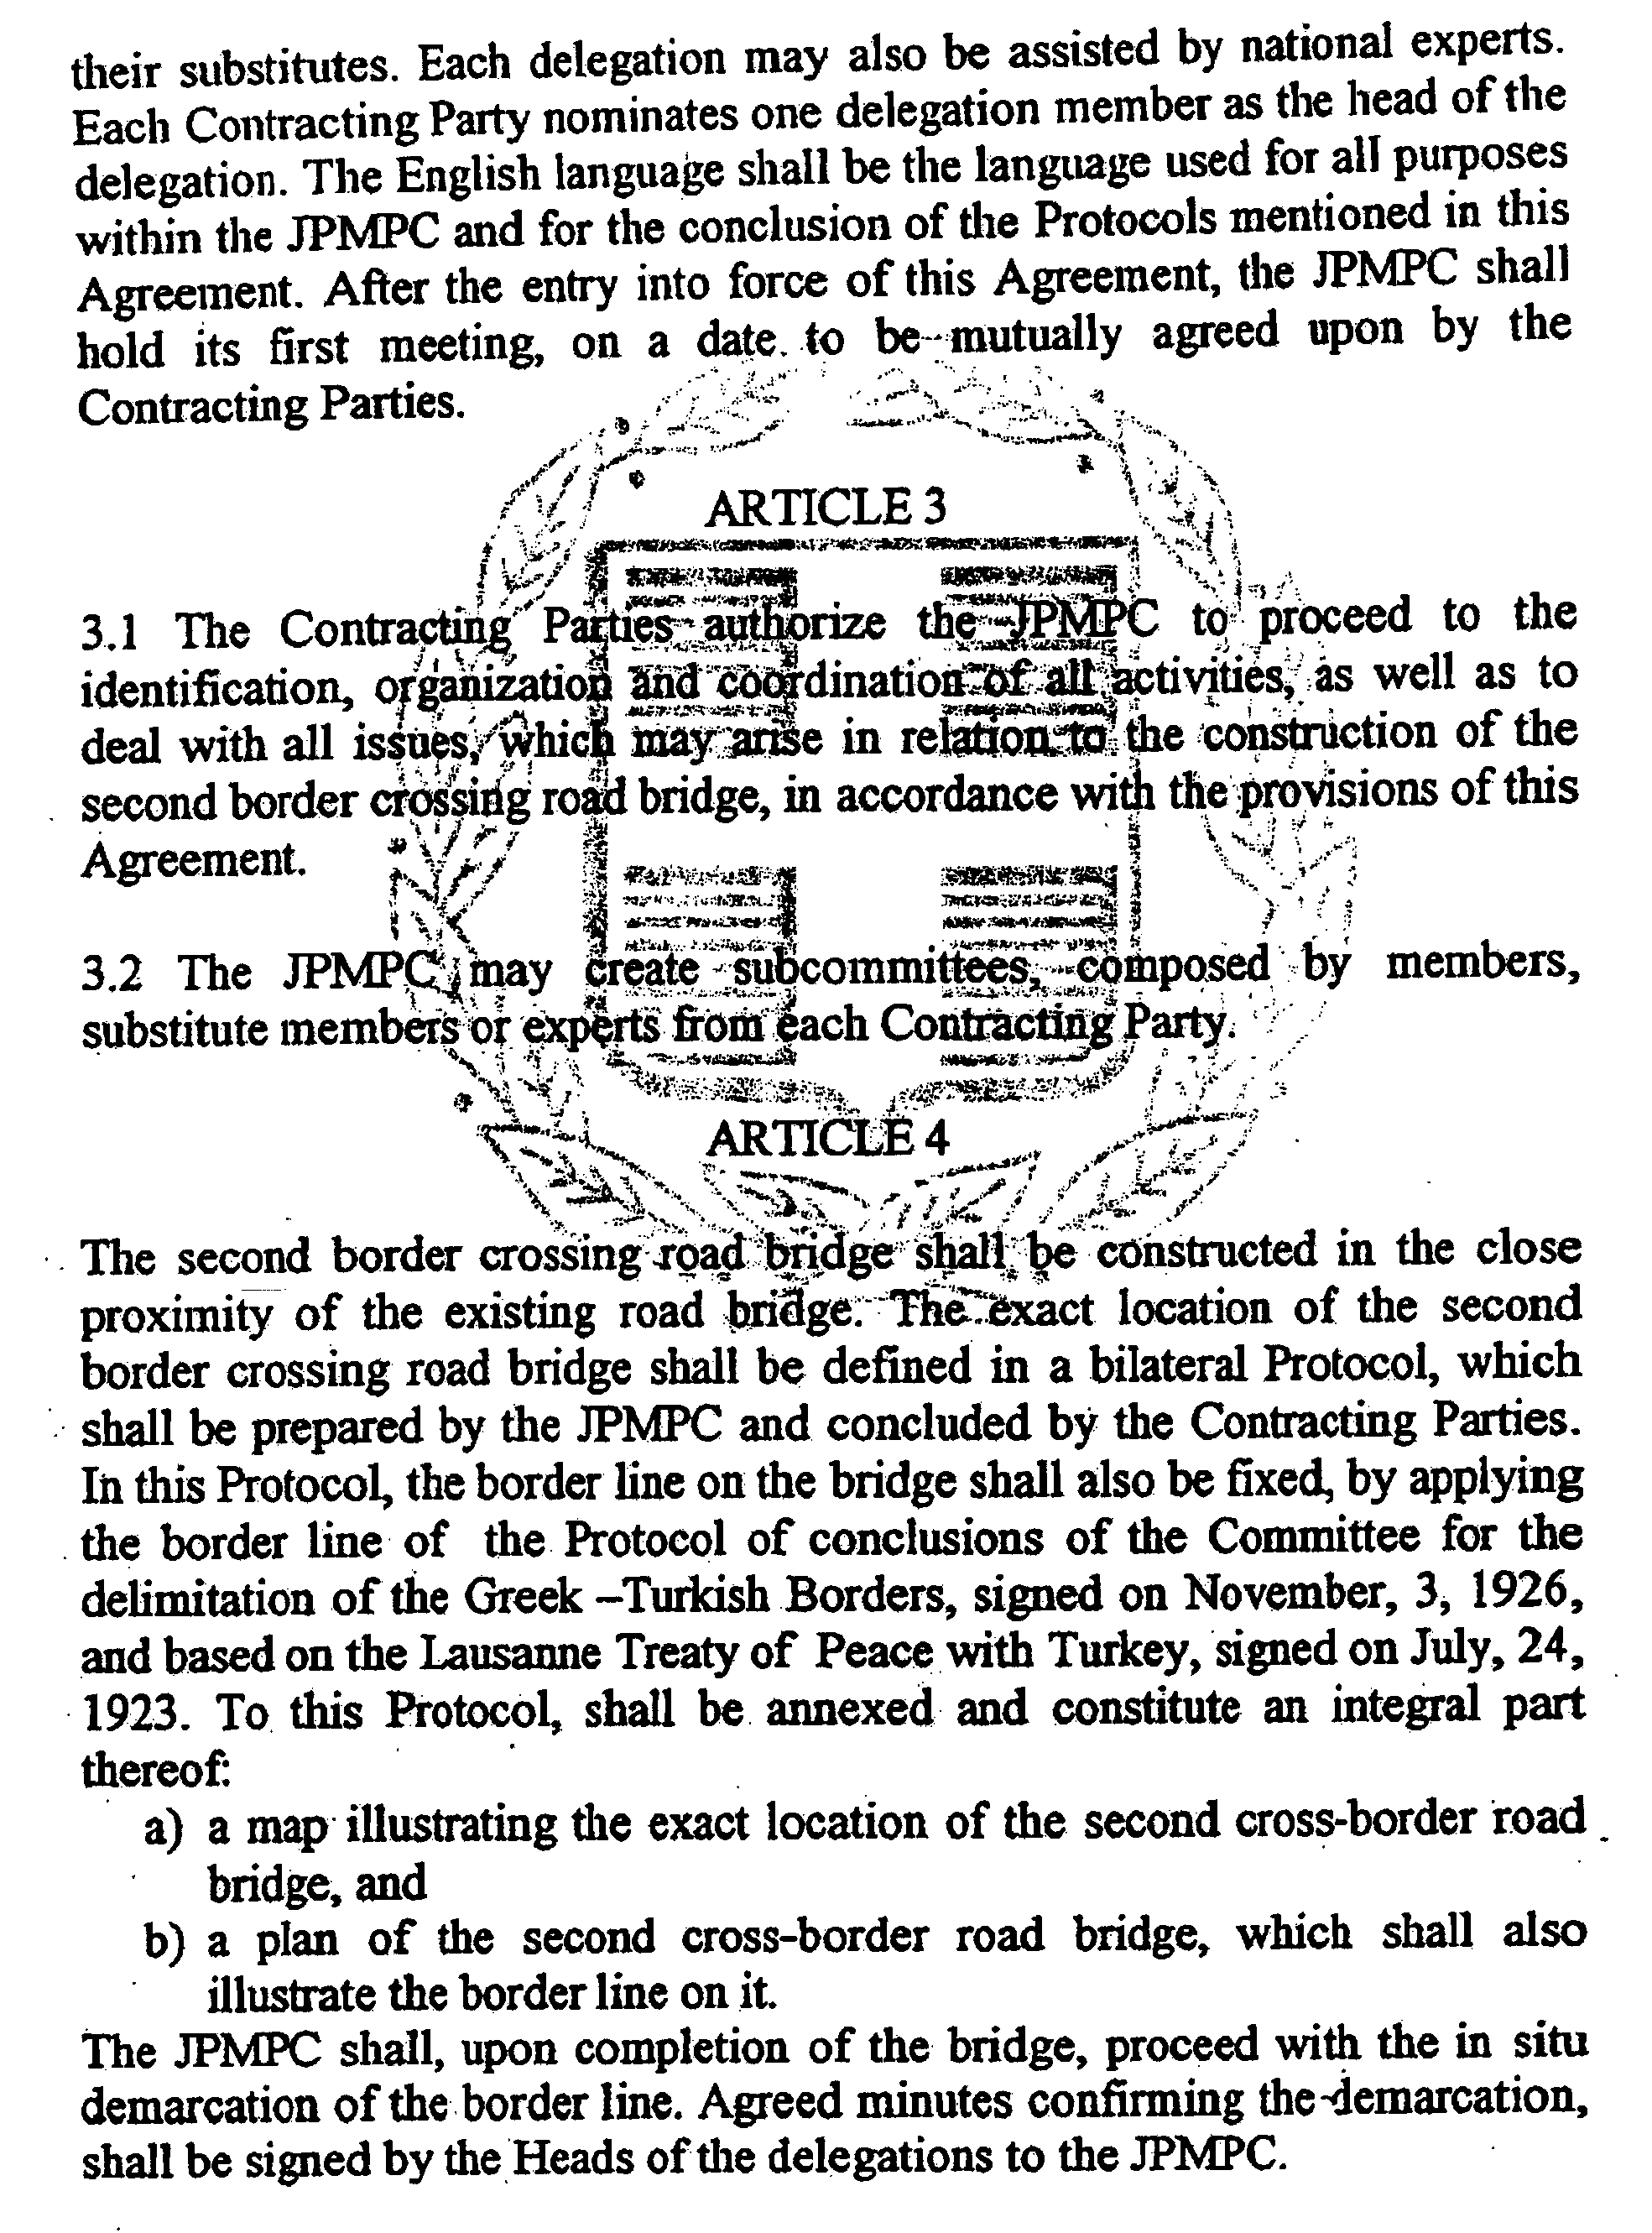 their substitutes. Each delegation may also be assisted by national experts.
Each Contracting Party nominates one delegation member as the head of the
delegation. The English language shall be the language used for all purposes
within the JPMPC and for the conclusion of the Protocols mentioned in this
Agreement. After the entry into force of this Agreement, the JPMPC shall
hold its first meeting, on a date to be mutually agreed upon by the
Contracting Parties.
ARTICLE 3
3.1 The Contracting Parties authorize the JPMPC to proceed to the
identification, organization and coordination of all activities, as well as to
deal with all issues, which may arise in relation to the construction of the
second border crossing road bridge, in accordance with the provisions of this
Agreement.
3.2 The JPMPC may create subcommittees, composed by members,
substitute members or experts from each Contracting Party.
ARTICLE 4
The second border crossing road bridge shall be constructed in the close
proximity of the existing road bridge. The exact location of the second
border crossing road bridge shall be defined in a bilateral Protocol, which
shall be prepared by the JPMPC and concluded by the Contracting Parties.
In this Protocol, the border line on the bridge shall also be fixed, by applying
the border line of the Protocol of conclusions of the Committee for the
delimitation of the Greek –Turkish Borders, signed on November, 3, 1926,
and based on the Lausanne Treaty of Peace with Turkey, signed on July, 24,
1923. To this Protocol, shall be annexed and constitute an integral part
thereof:
a) a map illustrating the exact location of the second cross-border road
bridge, and
b) a plan of the second cross-border road bridge, which shall also
illustrate the border line on it.
The JPMPC shall, upon completion of the bridge, proceed with the in situ
demarcation of the border line. Agreed minutes confirming the demarcation,
shall be signed by the Heads of the delegations to the JPMPC.